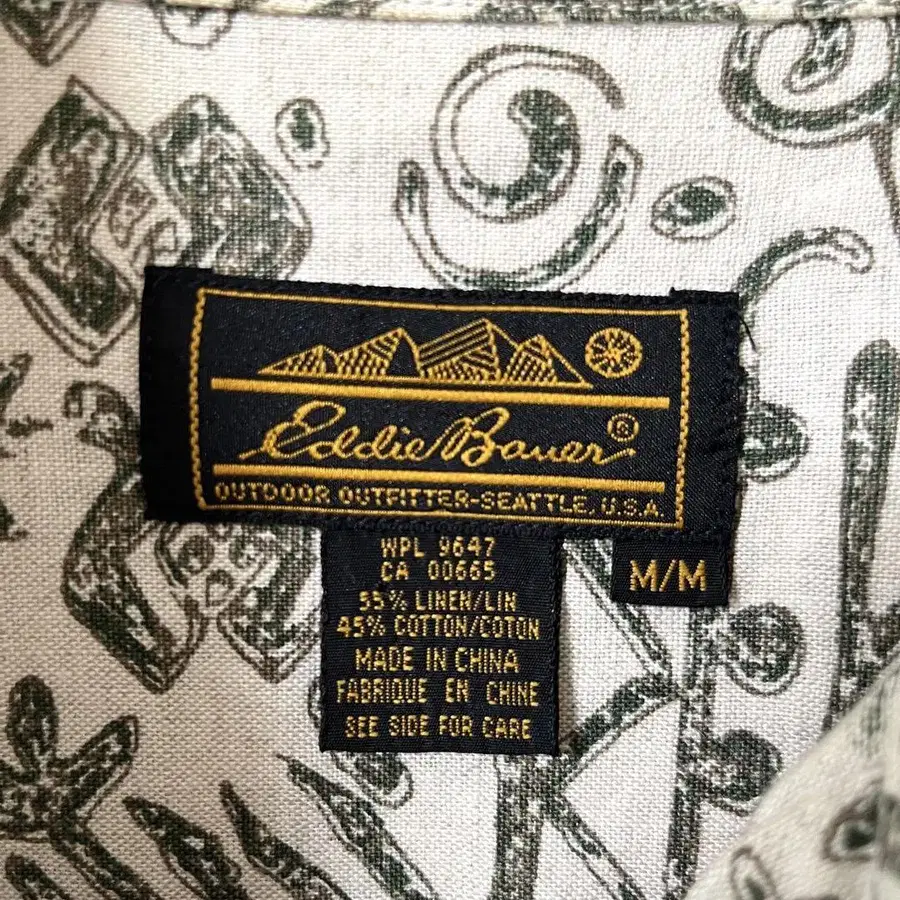 Eddie Bauer®
OUTDOOR OUTFITTER-SEATTLE, U.S.A.
WPL 9647
CA 00665
55% LINEN/LIN
45% COTTON/COTON
MADE IN CHINA
FABRIQUE EN CHINE
SEE SIDE FOR CARE
M/M